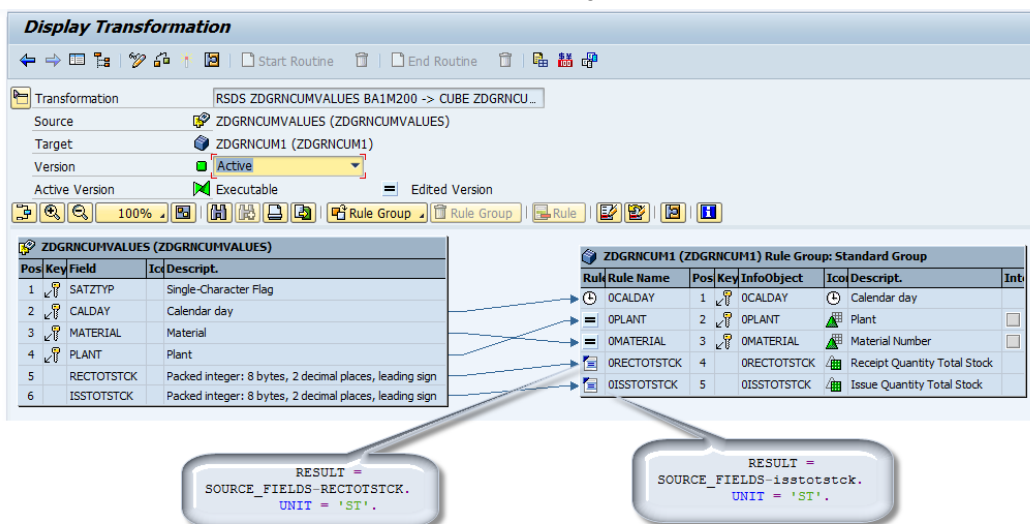 Display Transformation
Start Routine End Routine
Transformation RSDS ZDGRNCUMVALUES BA1M200 -> CUBE ZDGRNCU...
Source ZDGRNCUMVALUES (ZDGRNCUMVALUES)
Target ZDGRNCUM1 (ZDGRNCUM1)
Version Active
Active Version Executable = Edited Version
100% Rule Group Rule Group Rule
ZDGRNCUMVALUES (ZDGRNCUMVALUES)
Pos Key Field Ico Descript.
1 SATZTYP Single-Character Flag
2 CALDAY Calendar day
3 MATERIAL Material
4 PLANT Plant
5 RECTOTSTCK Packed integer: 8 bytes, 2 decimal places, leading sign
6 ISSTOTSTCK Packed integer: 8 bytes, 2 decimal places, leading sign
ZDGRNCUM1 (ZDGRNCUM1) Rule Group: Standard Group
Rule Rule Name Pos Key InfoObject Icon Descript. Inte
0CALDAY 1 0CALDAY Calendar day
= 0PLANT 2 0PLANT Plant
= 0MATERIAL 3 0MATERIAL Material Number
0RECTOTSTCK 4 0RECTOTSTCK Receipt Quantity Total Stock
0ISSTOTSTCK 5 0ISSTOTSTCK Issue Quantity Total Stock
RESULT =
SOURCE_FIELDS-RECTOTSTCK.
UNIT = 'ST'.
RESULT =
SOURCE_FIELDS-isstotstck.
UNIT = 'ST'.